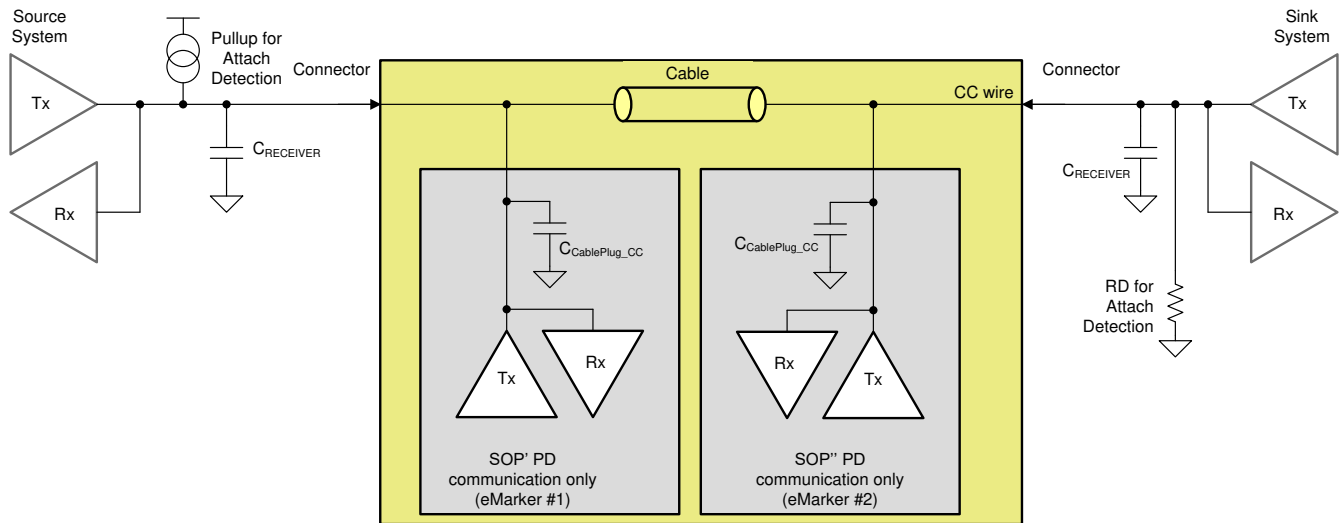 Source
System
Pullup for
Attach
Detection
Connector
Cable
CC wire
Connector
Sink
System
Tx
Rx
CRECEIVER
CRECEIVER
Tx
Rx
CCablePlug_CC
CCablePlug_CC
RD for
Attach
Detection
Tx
Rx
Rx
Tx
SOP' PD
communication only
(eMarker #1)
SOP'' PD
communication only
(eMarker #2)